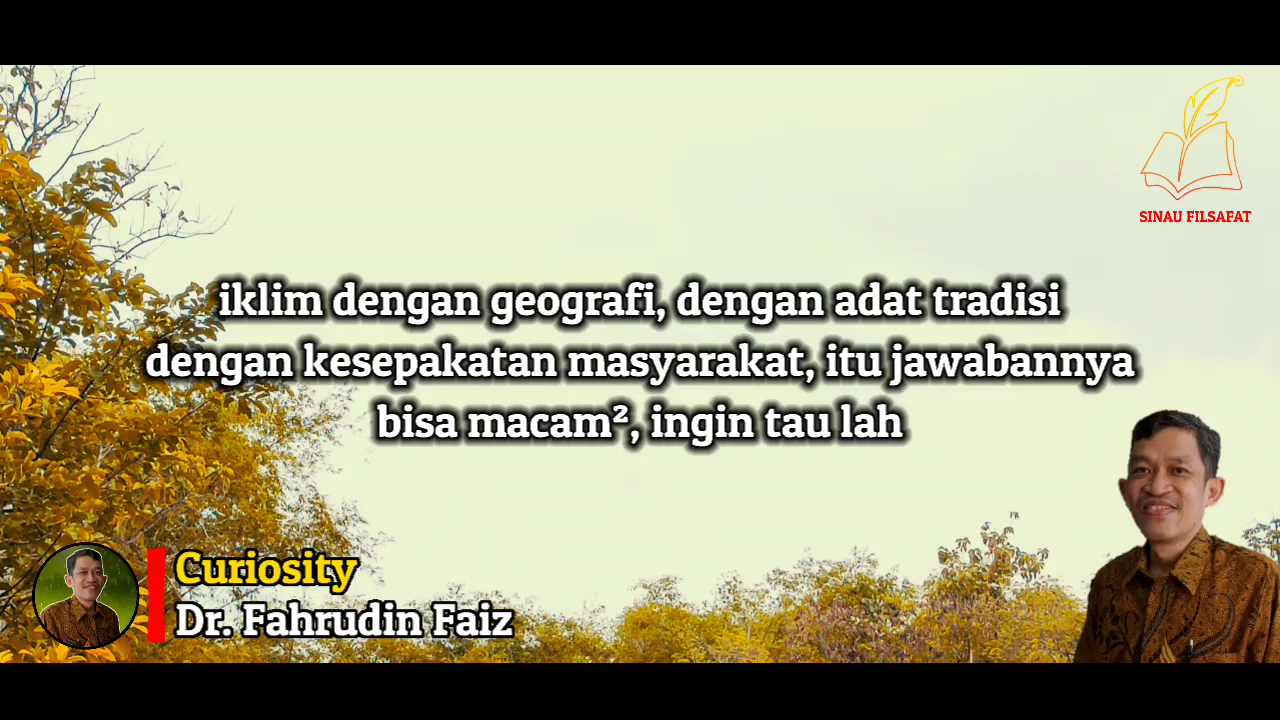 SINAU FILSAFAT
iklim dengan geografi, dengan adat tradisi
dengan kesepakatan masyarakat, itu jawabannya
bisa macam², ingin tau lah
Curiosity
Dr. Fahrudin Faiz